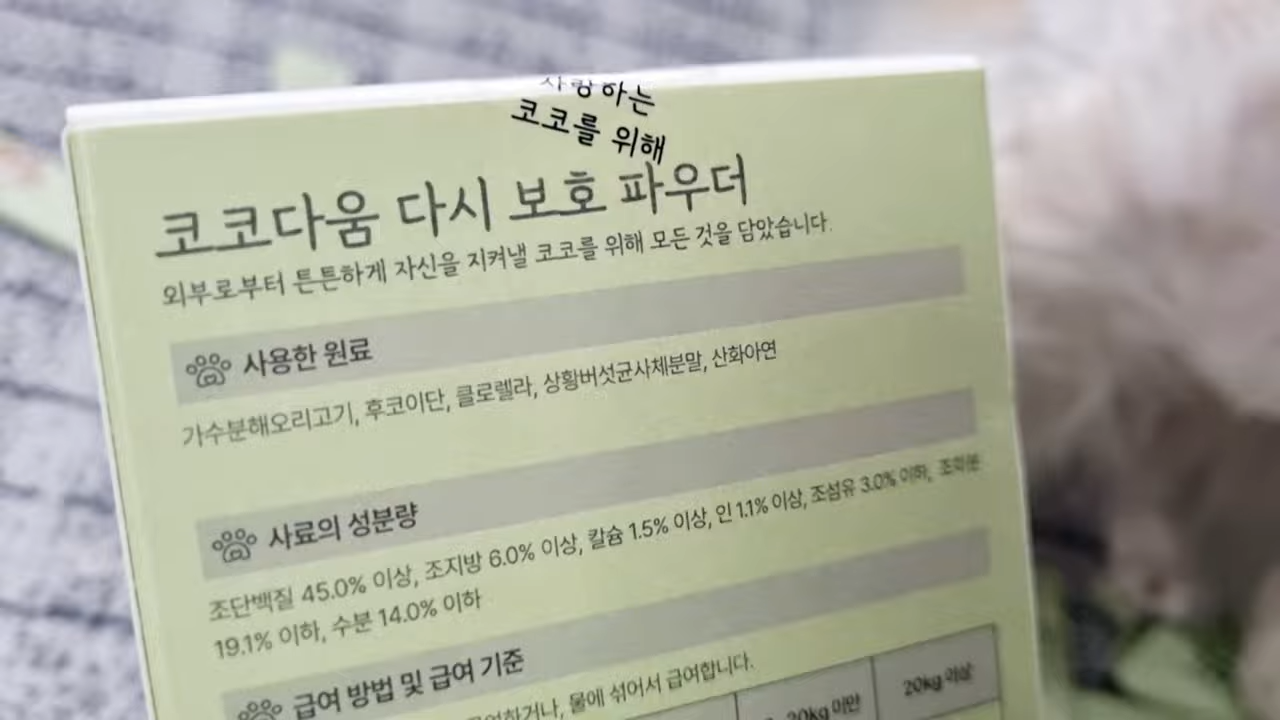 사랑하는
코코를 위해
코코다움 다시 보호 파우더
외부로부터 튼튼하게 자신을 지켜낼 코코를 위해 모든 것을 담았습니다.
사용한 원료
가수분해오리고기, 후코이단, 클로렐라, 상황버섯균사체분말, 산화아연
사료의 성분량
조단백질 45.0% 이상, 조지방 6.0% 이상, 칼슘 1.5% 이상, 인 1.1% 이상, 조섬유 3.0% 이하, 조회분
19.1% 이하, 수분 14.0% 이하
급여 방법 및 급여 기준
물에 섞어서 급여합니다.
20kg 미만
20kg 이상